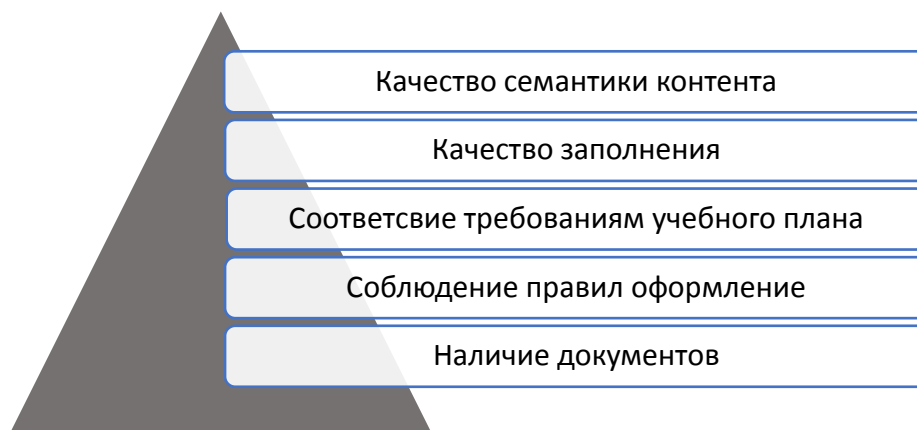 Качество семантики контента
Качество заполнения
Соответсвие требованиям учебного плана
Соблюдение правил оформление
Наличие документов